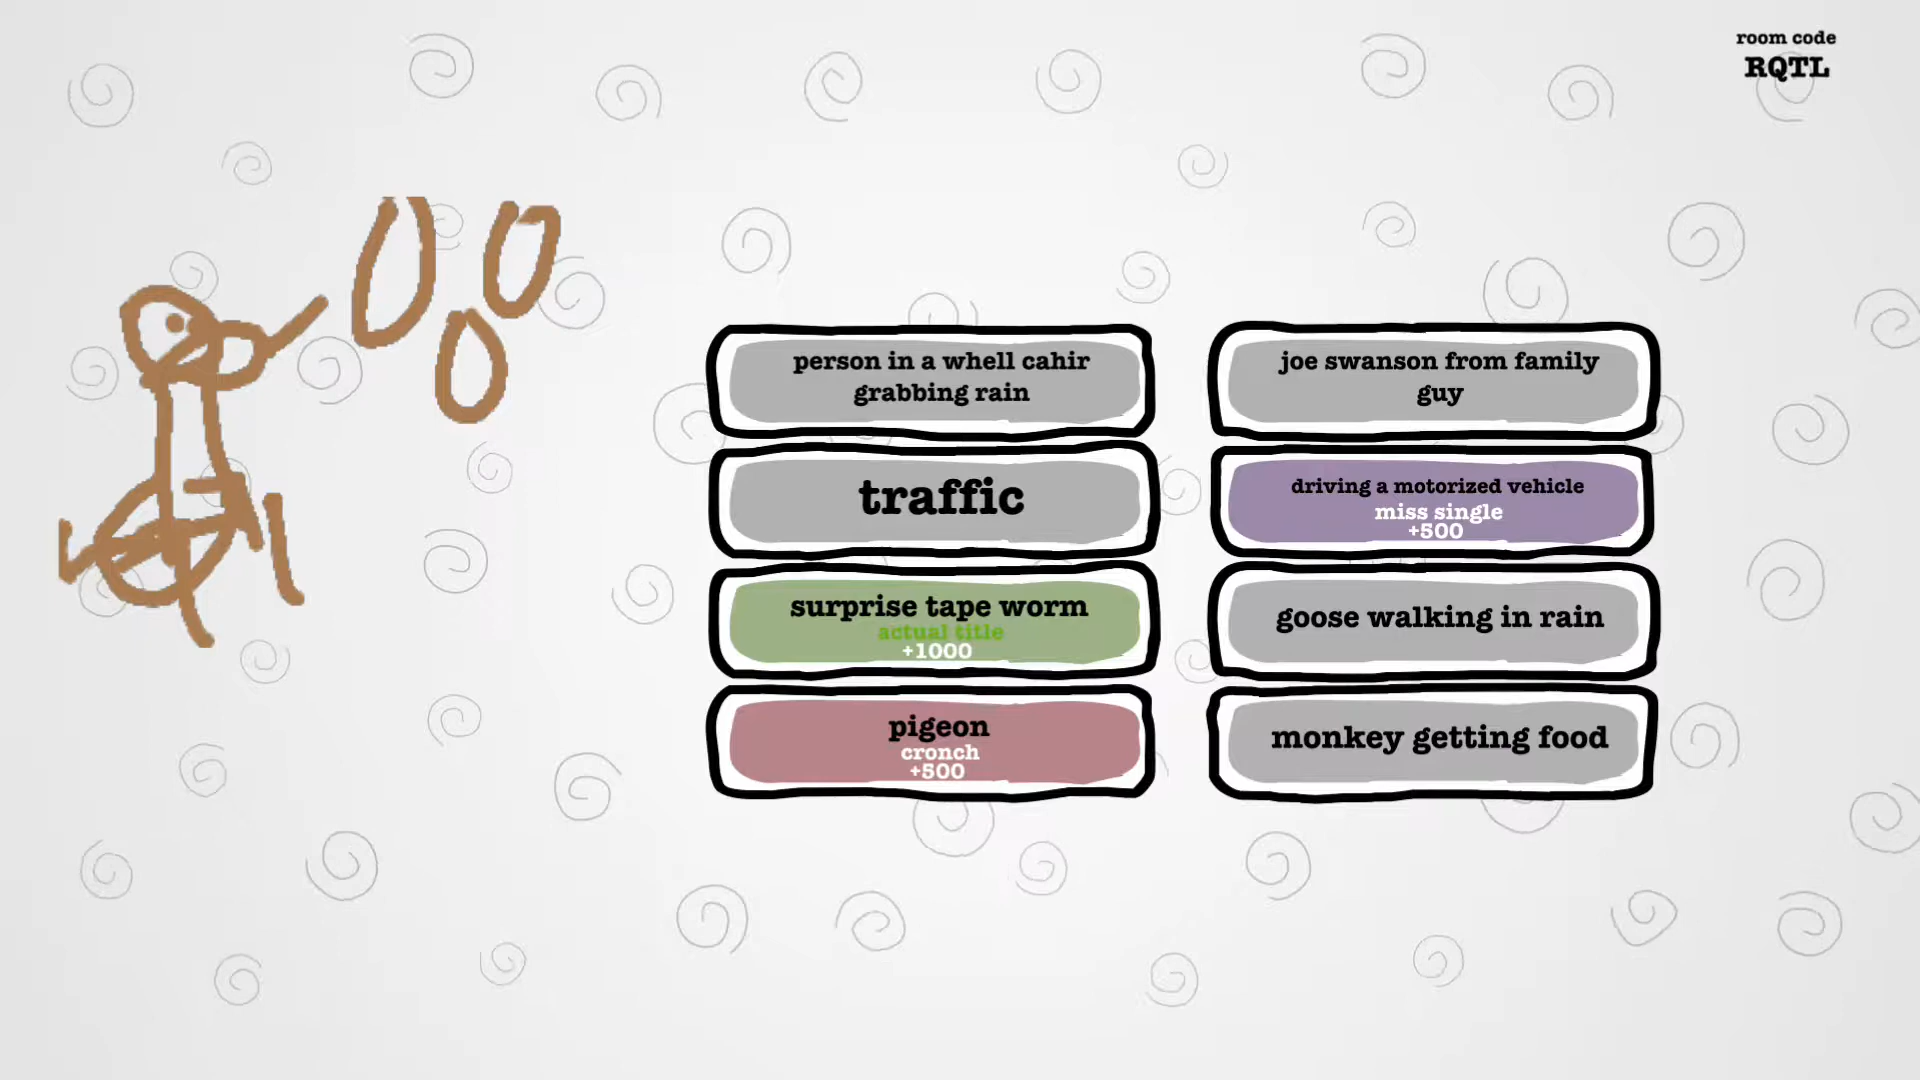 room code
RQTL
person in a whell cahir
grabbing rain
joe swanson from family
guy
traffic
driving a motorized vehicle
miss single
+500
surprise tape worm
actual title
+1000
goose walking in rain
pigeon
cronch
+500
monkey getting food